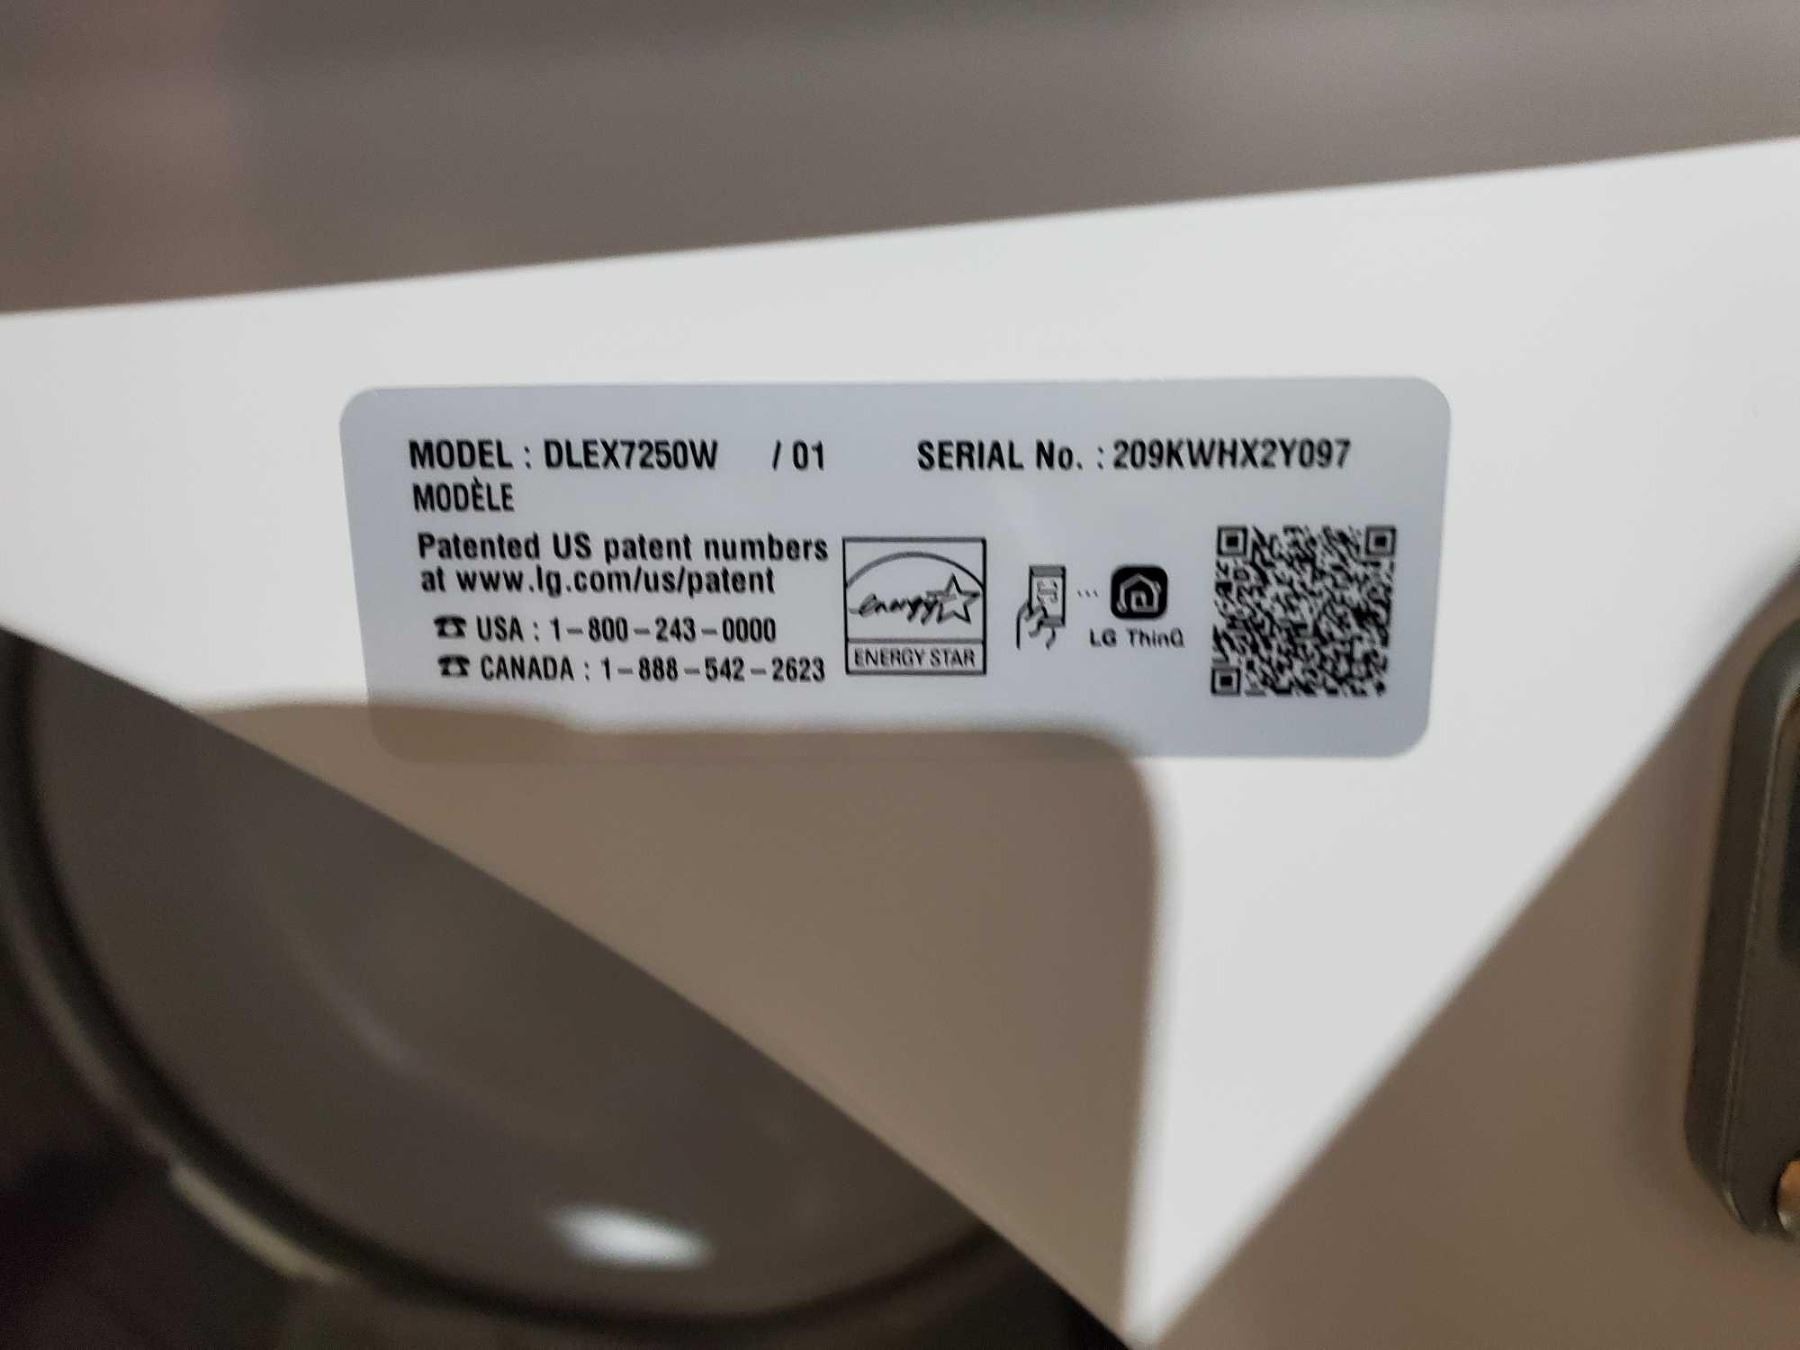 MODEL : DLEX7250W / 01 SERIAL No. : 209KWHX2Y097
MODÈLE
Patented US patent numbers
at www.lg.com/us/patent
☎ USA : 1-800-243-0000
☎ CANADA : 1-888-542-2623
energy
ENERGY STAR
LG ThinQ